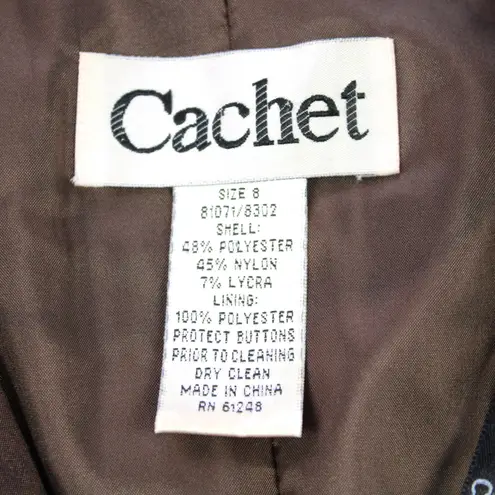 Cachet
SIZE 8
81071/8302
SHELL:
48% POLYESTER
45% NYLON
7% LYCRA
LINING:
100% POLYESTER
PROTECT BUTTONS
PRIOR TO CLEANING
DRY CLEAN
MADE IN CHINA
RN 61248